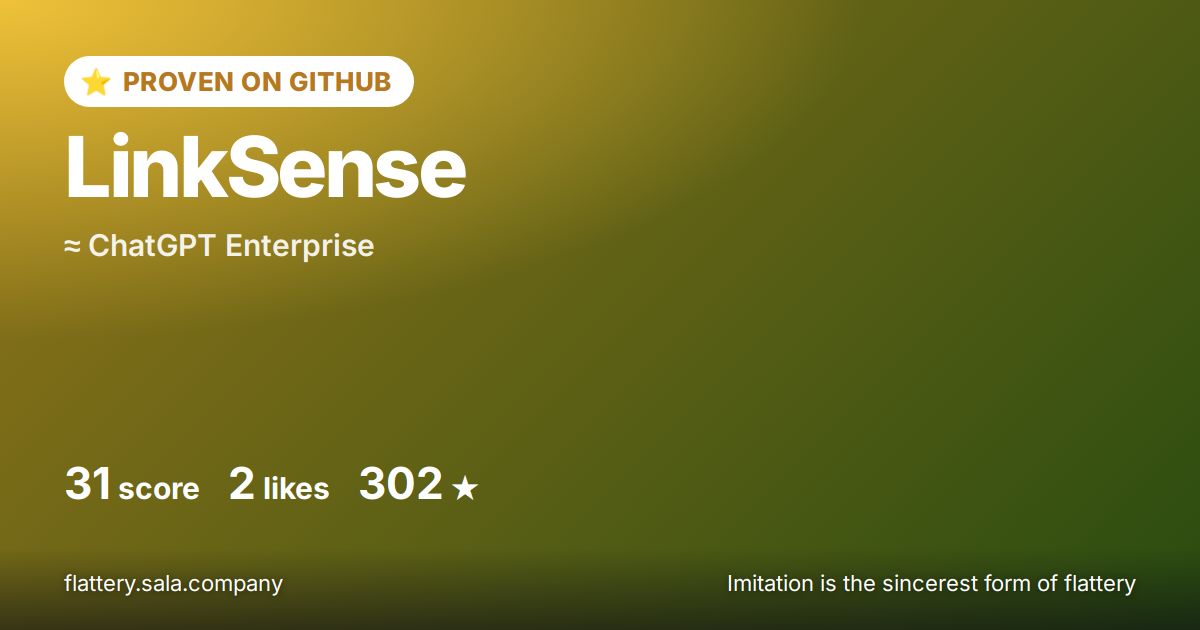 ⭐ PROVEN ON GITHUB
LinkSense
≈ ChatGPT Enterprise
31 score 2 likes 302 ★
flattery.sala.company
Imitation is the sincerest form of flattery